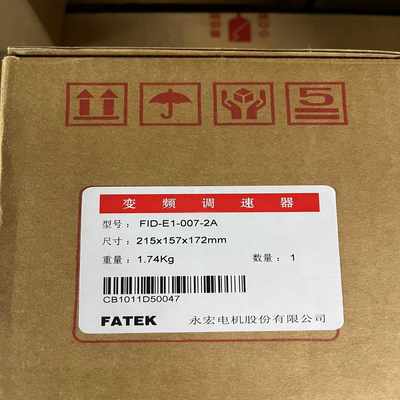 5
变频调速器
型号: FID-E1-007-2A
尺寸: 215x157x172mm
重量: 1.74Kg 数量: 1
CB1011D50047
FATEK 永宏电机股份有限公司